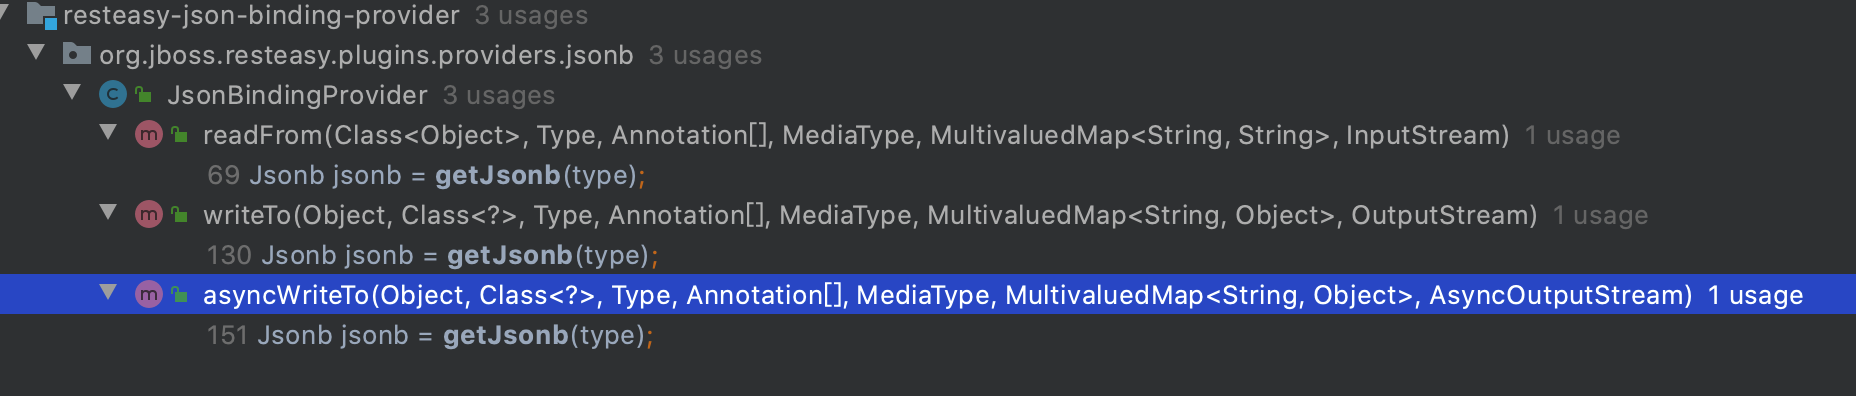 resteasy-json-binding-provider 3 usages
org.jboss.resteasy.plugins.providers.jsonb 3 usages
C JsonBindingProvider 3 usages
m readFrom(Class<Object>, Type, Annotation[], MediaType, MultivaluedMap<String, String>, InputStream) 1 usage
69 Jsonb jsonb = getJsonb(type);
m writeTo(Object, Class<?>, Type, Annotation[], MediaType, MultivaluedMap<String, Object>, OutputStream) 1 usage
130 Jsonb jsonb = getJsonb(type);
m asyncWriteTo(Object, Class<?>, Type, Annotation[], MediaType, MultivaluedMap<String, Object>, AsyncOutputStream) 1 usage
151 Jsonb jsonb = getJsonb(type);